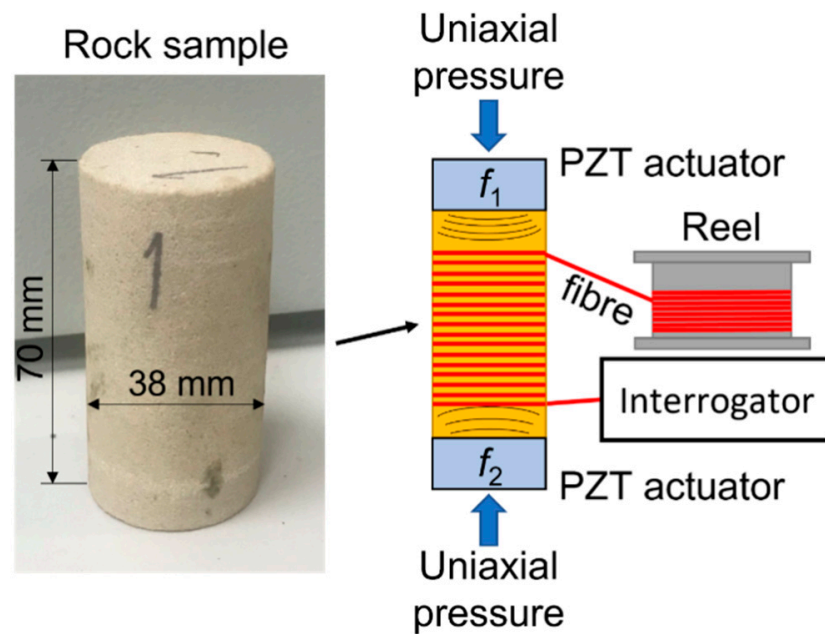 Rock sample
1
70 mm
38 mm
Uniaxial
pressure
f1
PZT actuator
Reel
fibre
Interrogator
f2
PZT actuator
Uniaxial
pressure